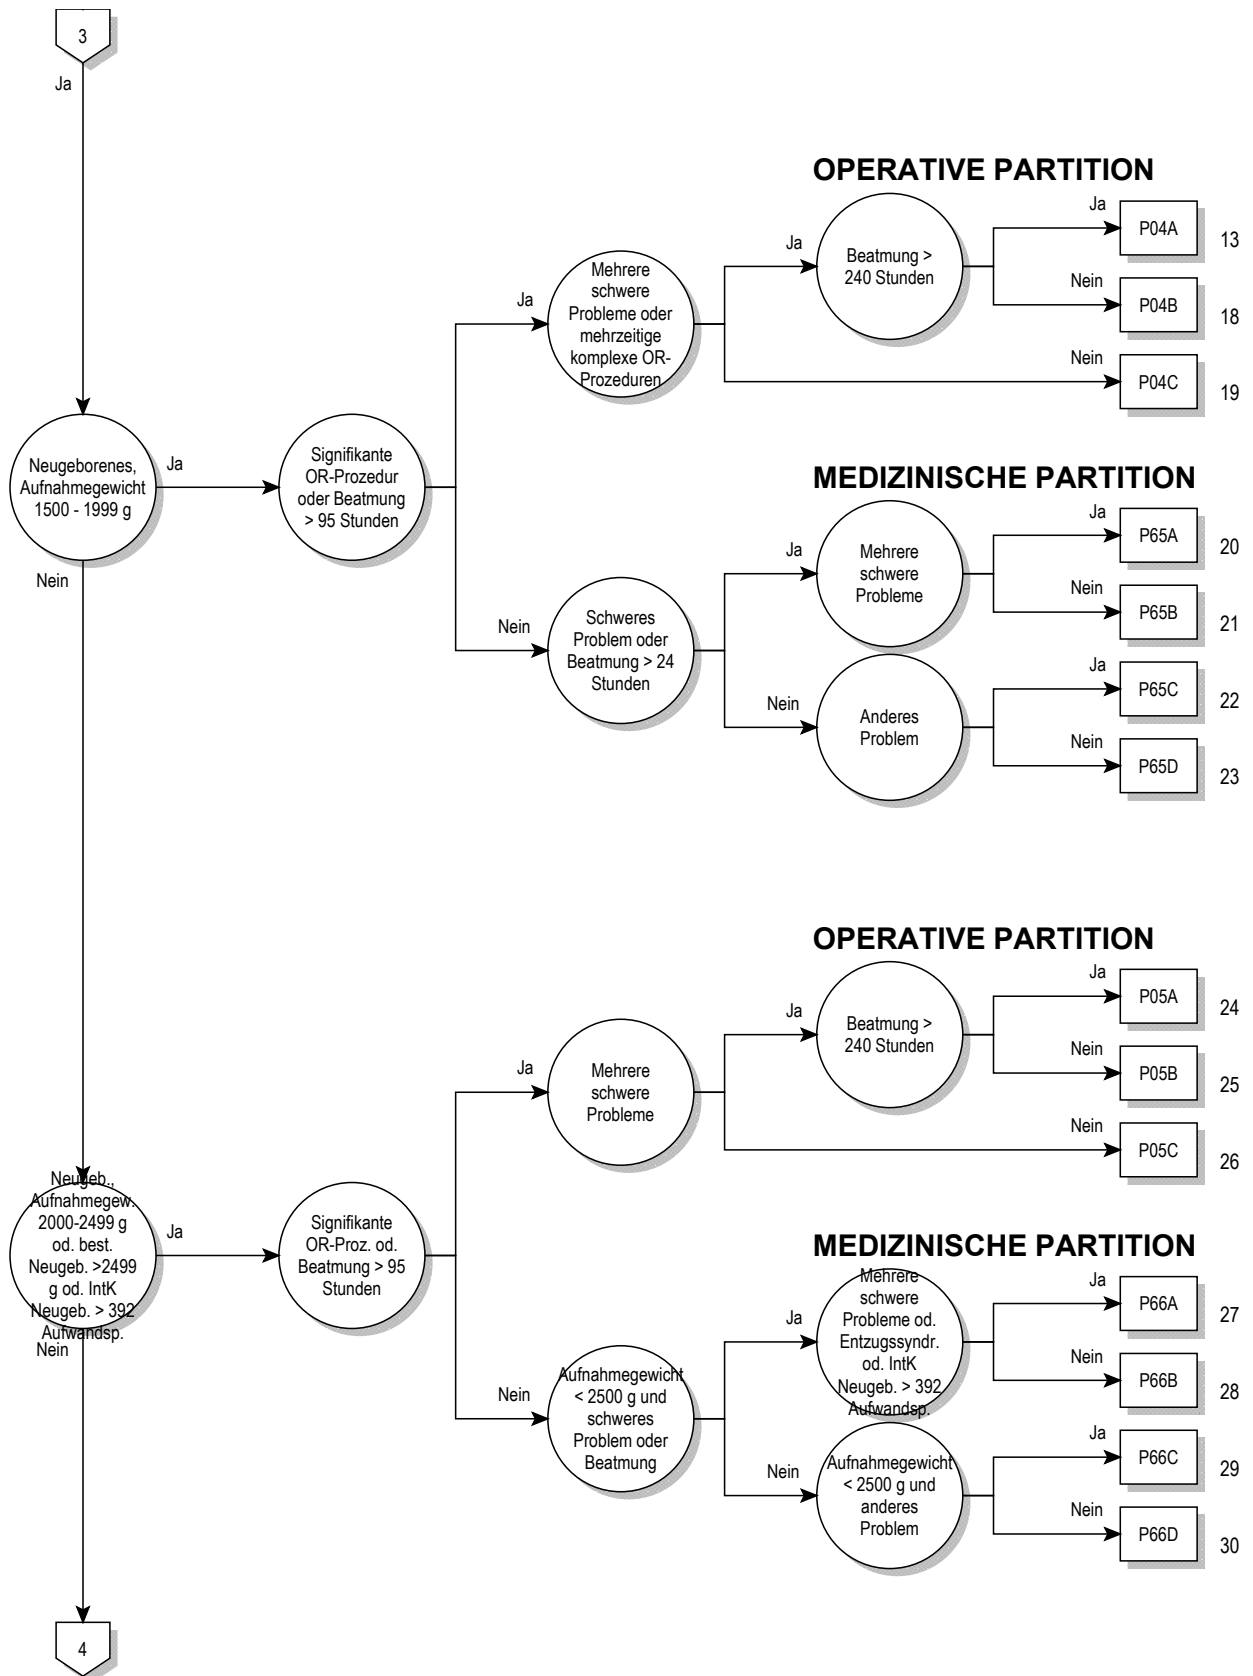 3
Ja
OPERATIVE PARTITION
Mehrere
schwere
Probleme oder
mehrzeitige
komplexe OR-
Prozeduren
Ja
Ja
Beatmung >
240 Stunden
Ja
P04A
13
Nein
P04B
18
Nein
P04C
19
Neugeborenes,
Aufnahmegewicht
1500 - 1999 g
Ja
Nein
Signifikante
OR-Prozedur
oder Beatmung
> 95 Stunden
MEDIZINISCHE PARTITION
Nein
Schweres
Problem oder
Beatmung > 24
Stunden
Ja
Mehrere
schwere
Probleme
Ja
P65A
20
Nein
P65B
21
Nein
Anderes
Problem
Ja
P65C
22
Nein
P65D
23
OPERATIVE PARTITION
Ja
Mehrere
schwere
Probleme
Ja
Beatmung >
240 Stunden
Ja
P05A
24
Nein
P05B
25
Nein
P05C
26
Neugeb.,
Aufnahmegew.
2000-2499 g
od. best.
Neugeb. >2499
g od. IntK
Neugeb. > 392
Aufwandsp.
Ja
Nein
Signifikante
OR-Proz. od.
Beatmung > 95
Stunden
MEDIZINISCHE PARTITION
Nein
Aufnahmegewicht
< 2500 g und
schweres
Problem oder
Beatmung
Ja
Mehrere
schwere
Probleme od.
Entzugssyndr.
od. IntK
Neugeb. > 392
Aufwandsp.
Ja
P66A
27
Nein
P66B
28
Nein
Aufnahmegewicht
< 2500 g und
anderes
Problem
Ja
P66C
29
Nein
P66D
30
4